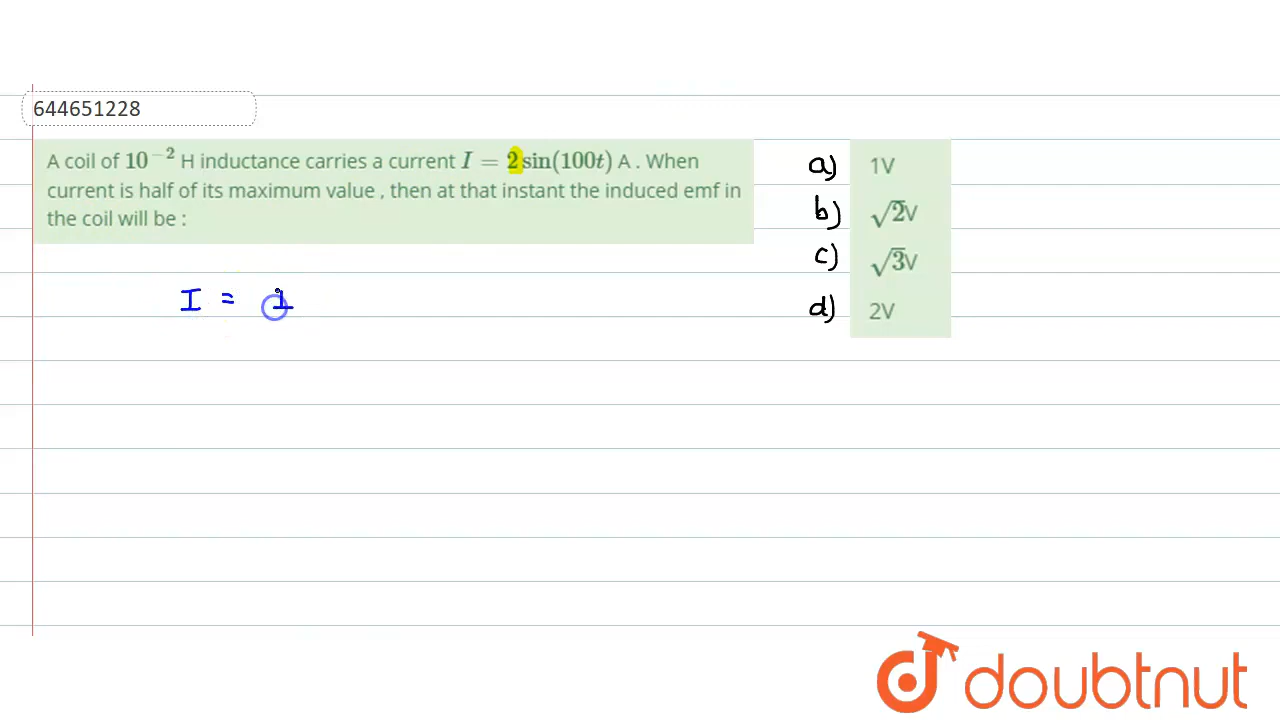 644651228
A coil of 10⁻² H inductance carries a current I = 2 sin(100t) A . When
current is half of its maximum value , then at that instant the induced emf in
the coil will be :
a) 1V
b) √2V
c) √3V
d) 2V
I = 1
doubtnut